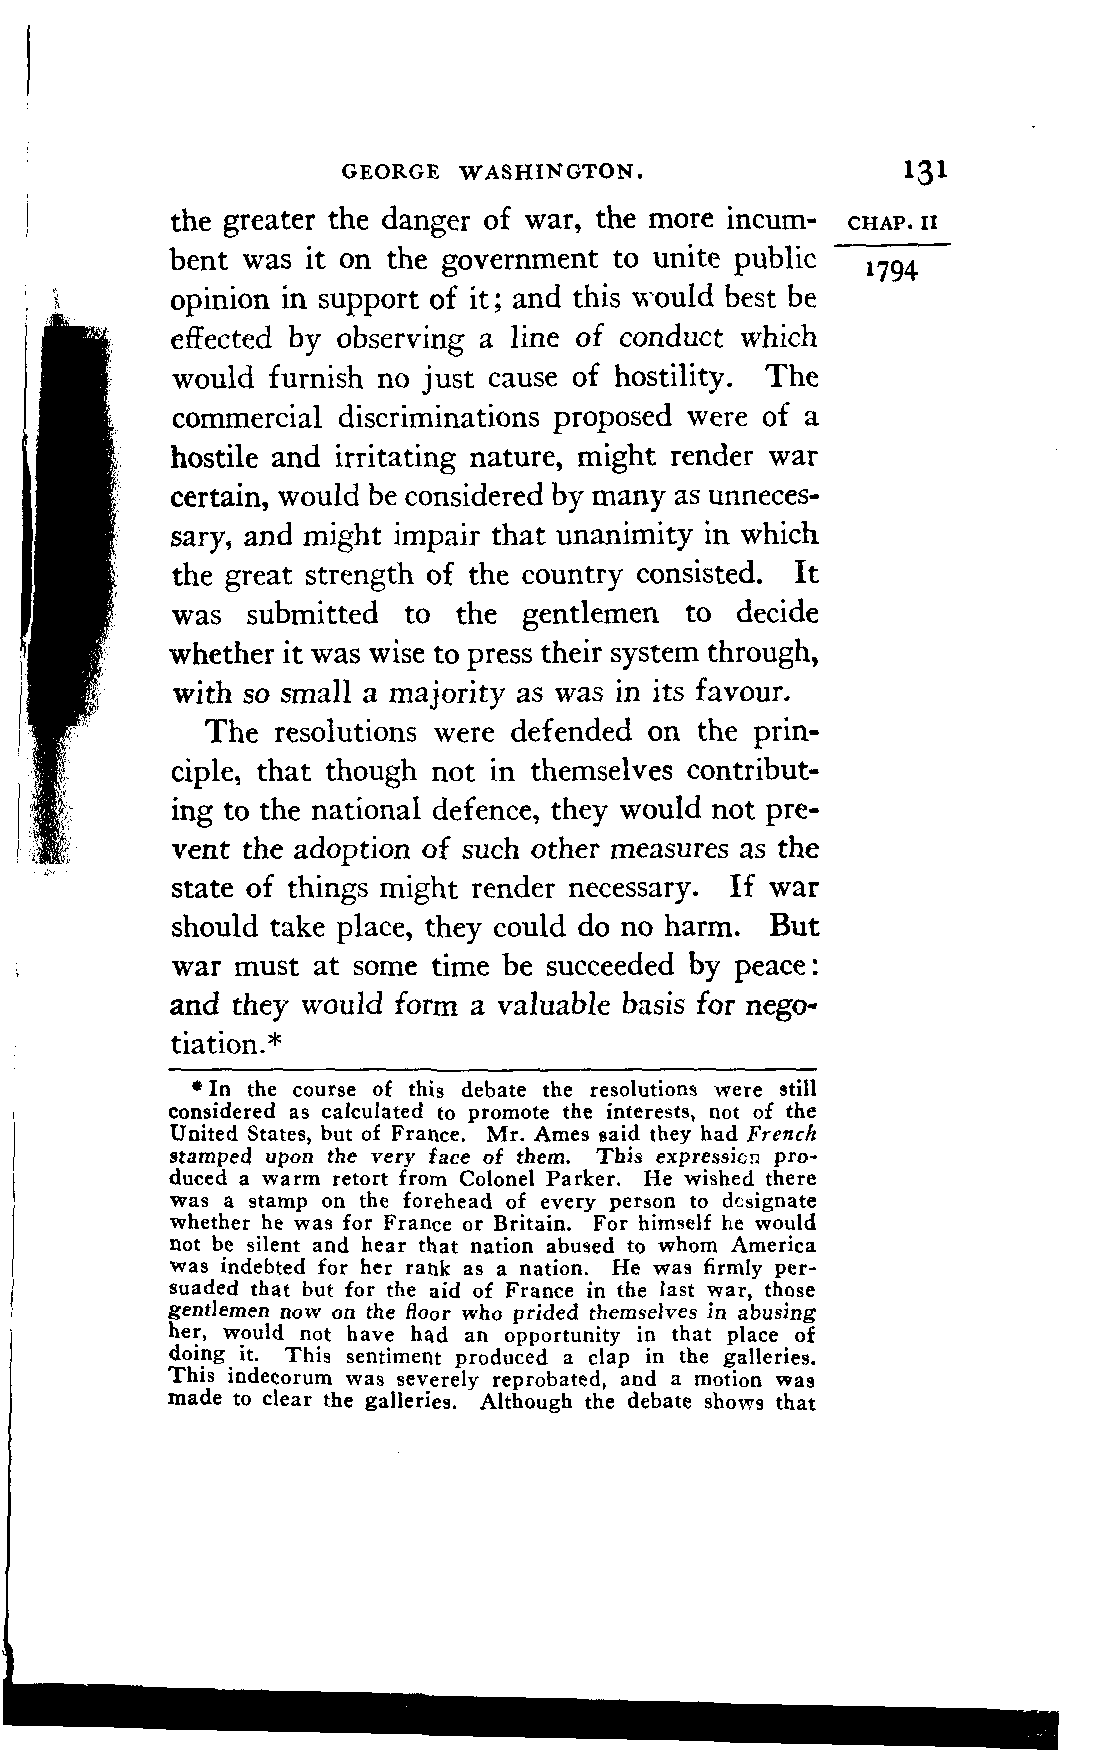 GEORGE WASHINGTON. 131
the greater the danger of war, the more incum- CHAP. II
bent was it on the government to unite public 1794
opinion in support of it; and this would best be
effected by observing a line of conduct which
would furnish no just cause of hostility. The
commercial discriminations proposed were of a
hostile and irritating nature, might render war
certain, would be considered by many as unneces-
sary, and might impair that unanimity in which
the great strength of the country consisted. It
was submitted to the gentlemen to decide
whether it was wise to press their system through,
with so small a majority as was in its favour.
The resolutions were defended on the prin-
ciple, that though not in themselves contribut-
ing to the national defence, they would not pre-
vent the adoption of such other measures as the
state of things might render necessary. If war
should take place, they could do no harm. But
war must at some time be succeeded by peace:
and they would form a valuable basis for nego-
tiation.*
* In the course of this debate the resolutions were still
considered as calculated to promote the interests, not of the
United States, but of France. Mr. Ames said they had French
stamped upon the very face of them. This expression pro-
duced a warm retort from Colonel Parker. He wished there
was a stamp on the forehead of every person to designate
whether he was for France or Britain. For himself he would
not be silent and hear that nation abused to whom America
was indebted for her rank as a nation. He was firmly per-
suaded that but for the aid of France in the last war, those
gentlemen now on the floor who prided themselves in abusing
her, would not have had an opportunity in that place of
doing it. This sentiment produced a clap in the galleries.
This indecorum was severely reprobated, and a motion was
made to clear the galleries. Although the debate shows that